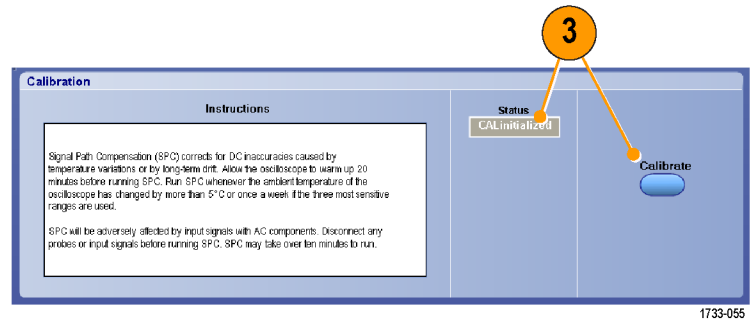 3
Calibration
Instructions
Status
CALinitialized
Calibrate
Signal Path Compensation (SPC) corrects for DC inaccuracies caused by
temperature variations or by long-term drift. Allow the oscilloscope to warm up 20
minutes before running SPC. Run SPC whenever the ambient temperature of the
oscilloscope has changed by more than 5° C or once a week if the three most sensitive
ranges are used.
SPC will be adversely affected by input signals with AC components. Disconnect any
probes or input signals before running SPC. SPC may take over ten minutes to run.
1733-055